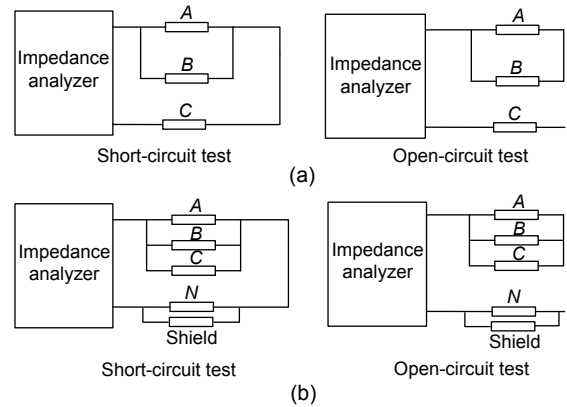 A
Impedance
analyzer
B
C
Short-circuit test
A
Impedance
analyzer
B
C
Open-circuit test
(a)
A
Impedance
analyzer
B
C
N
Shield
Short-circuit test
A
Impedance
analyzer
B
C
N
Shield
Open-circuit test
(b)